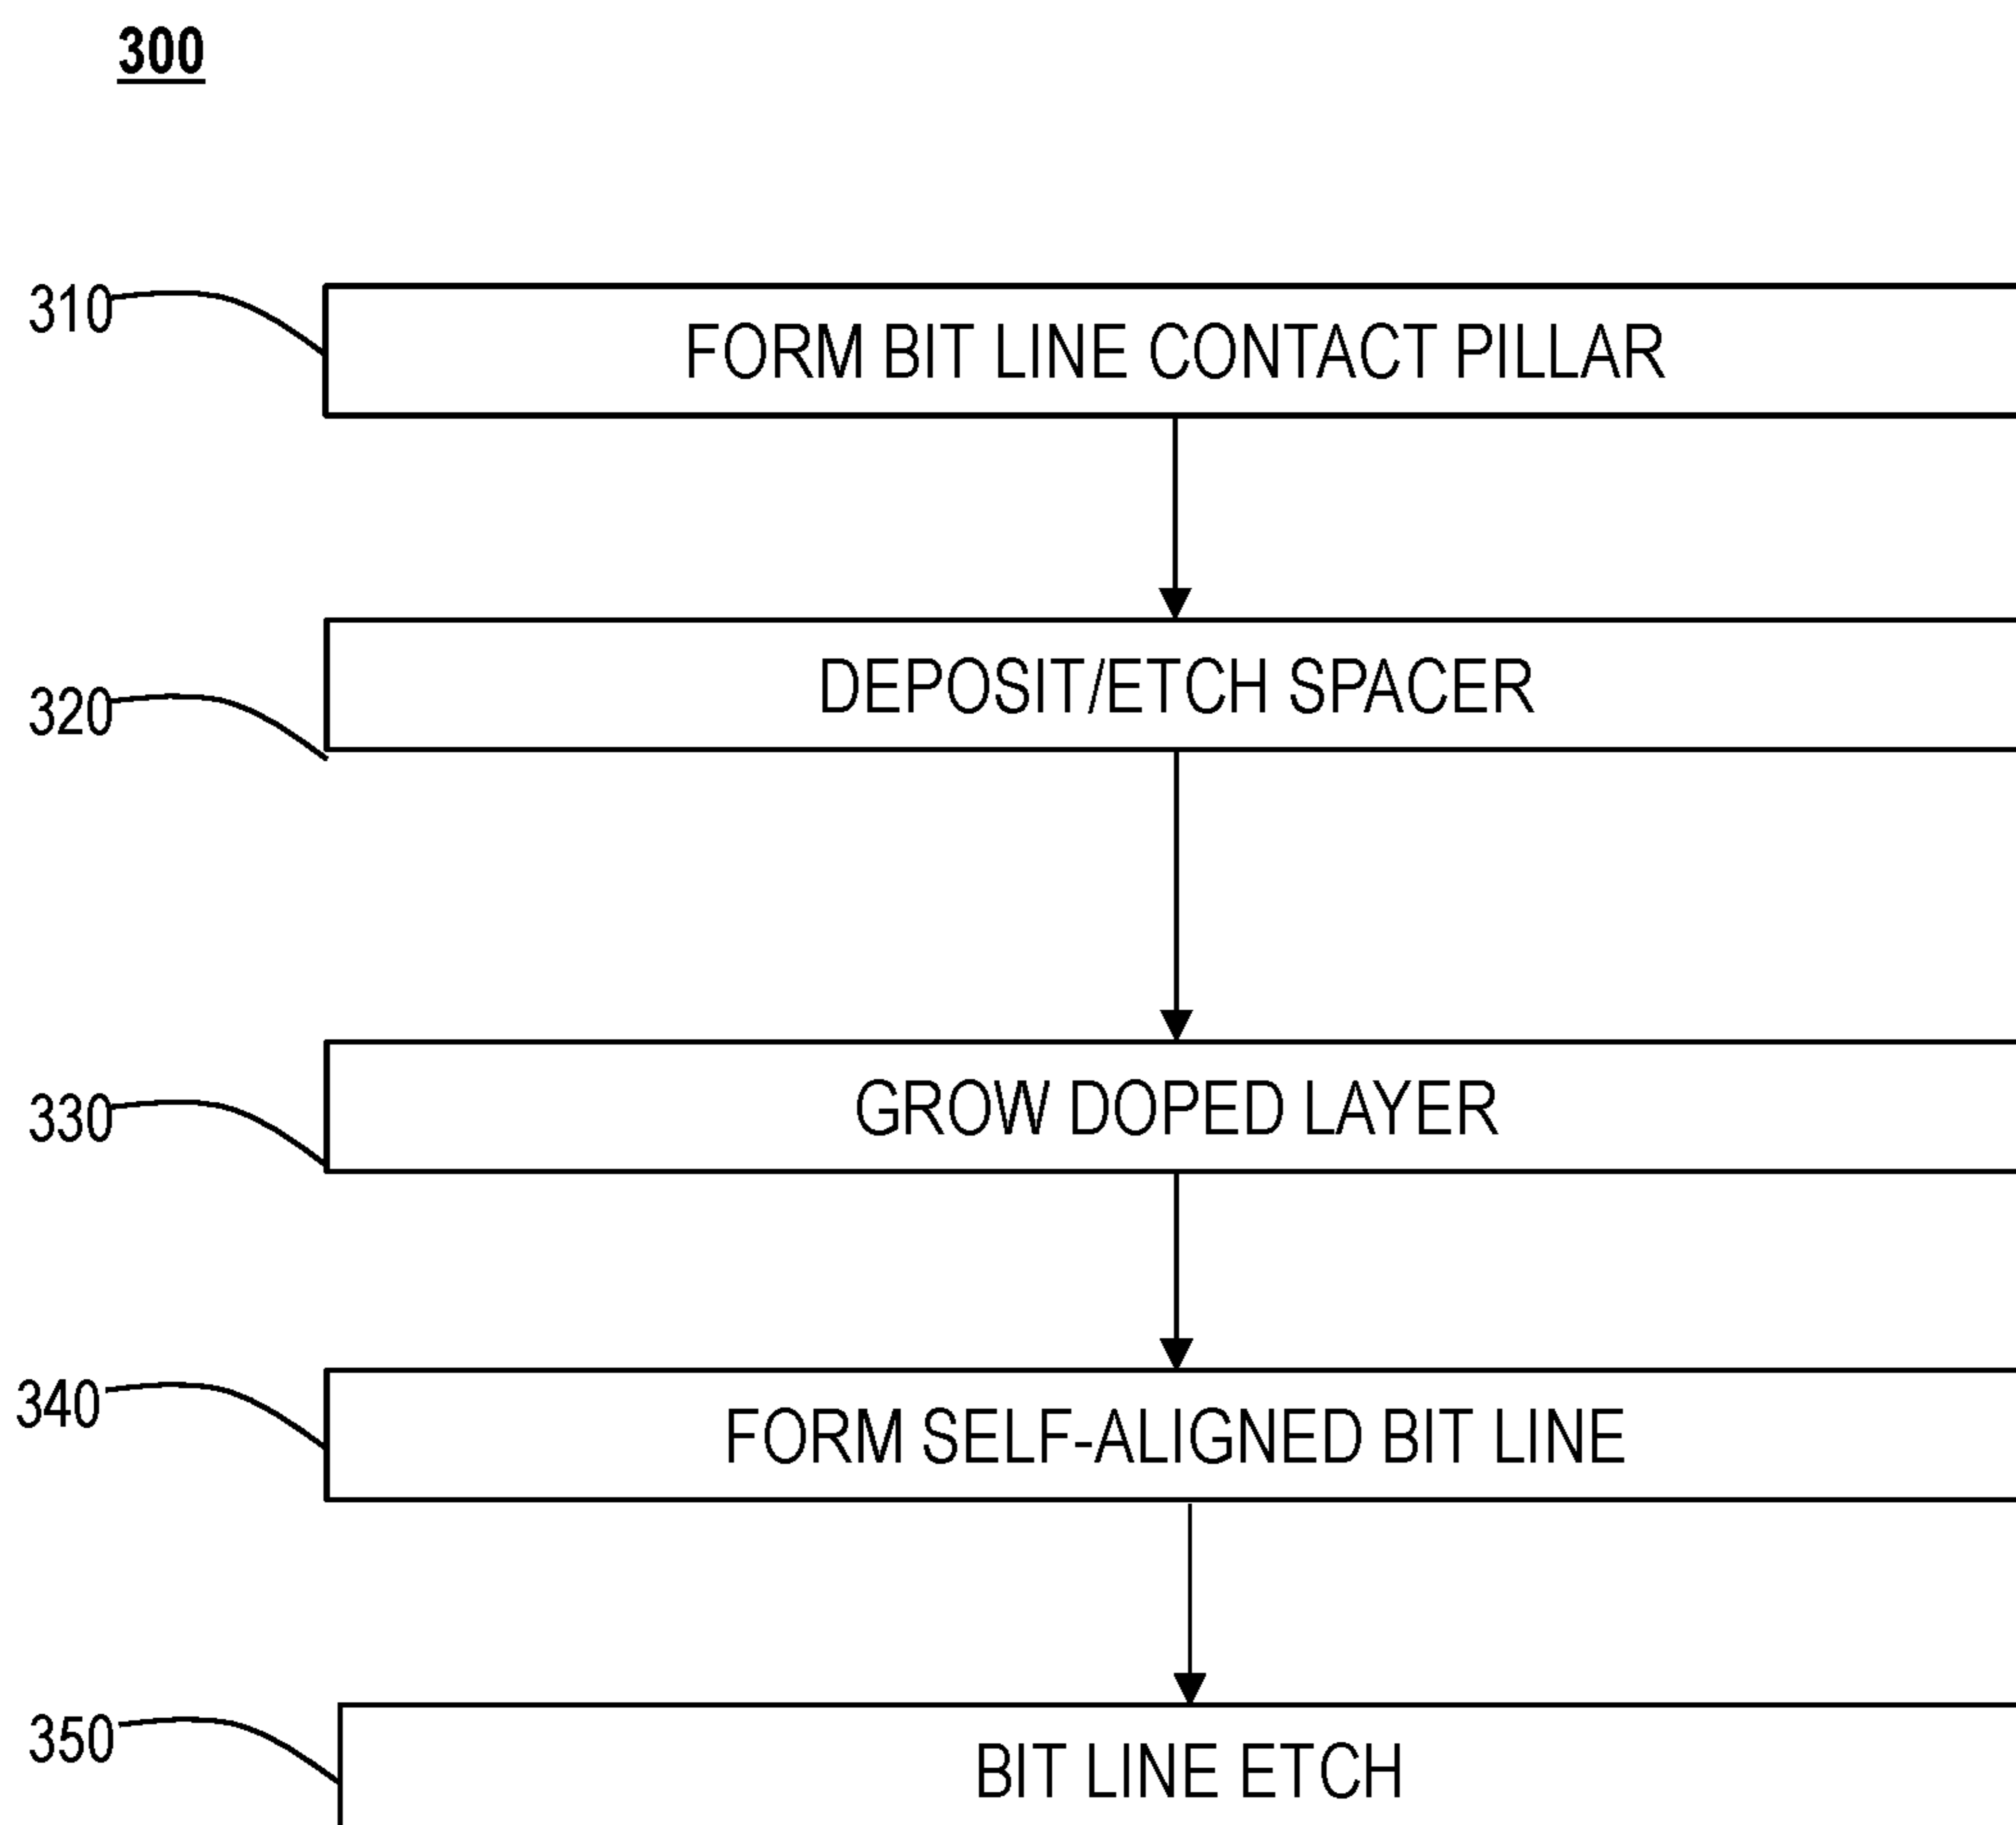 300
310
FORM BIT LINE CONTACT PILLAR
DEPOSIT/ETCH SPACER
320
GROW DOPED LAYER
330
340
FORM SELF-ALIGNED BIT LINE
350
BIT LINE ETCH